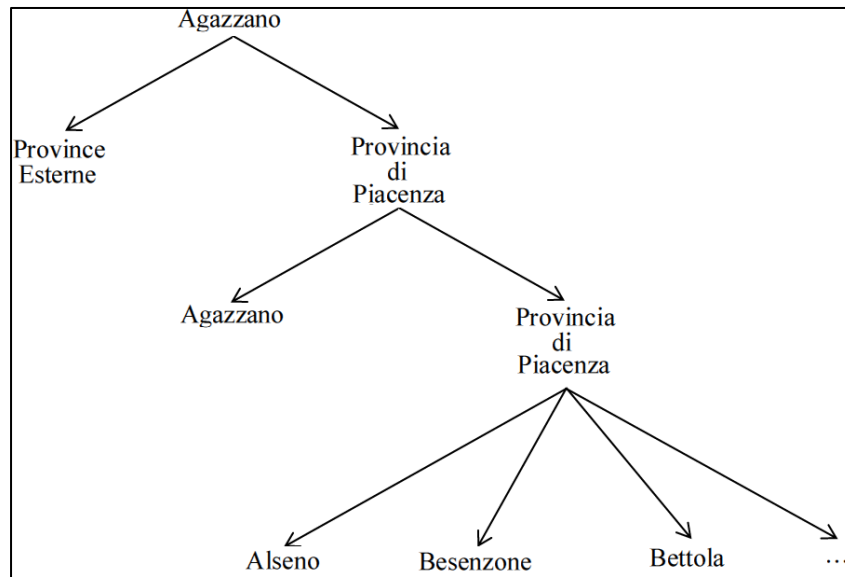 Agazzano
Province
Esterne
Provincia
di
Piacenza
Agazzano
Provincia
di
Piacenza
Alseno
Besenzone
Bettola
...